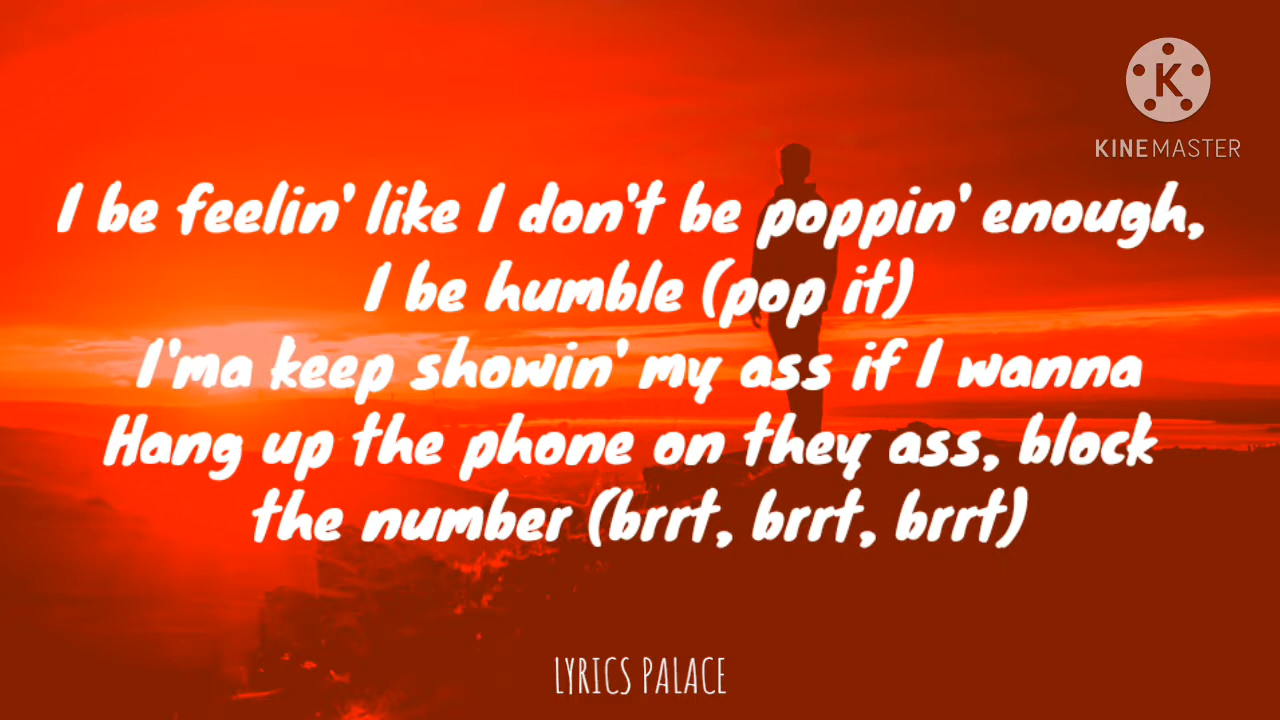 K
KINEMASTER
I be feelin' like I don't be poppin' enough,
I be humble (pop it)
I'ma keep showin' my ass if I wanna
Hang up the phone on they ass, block
the number (brrt, brrt, brrt)
LYRICS PALACE